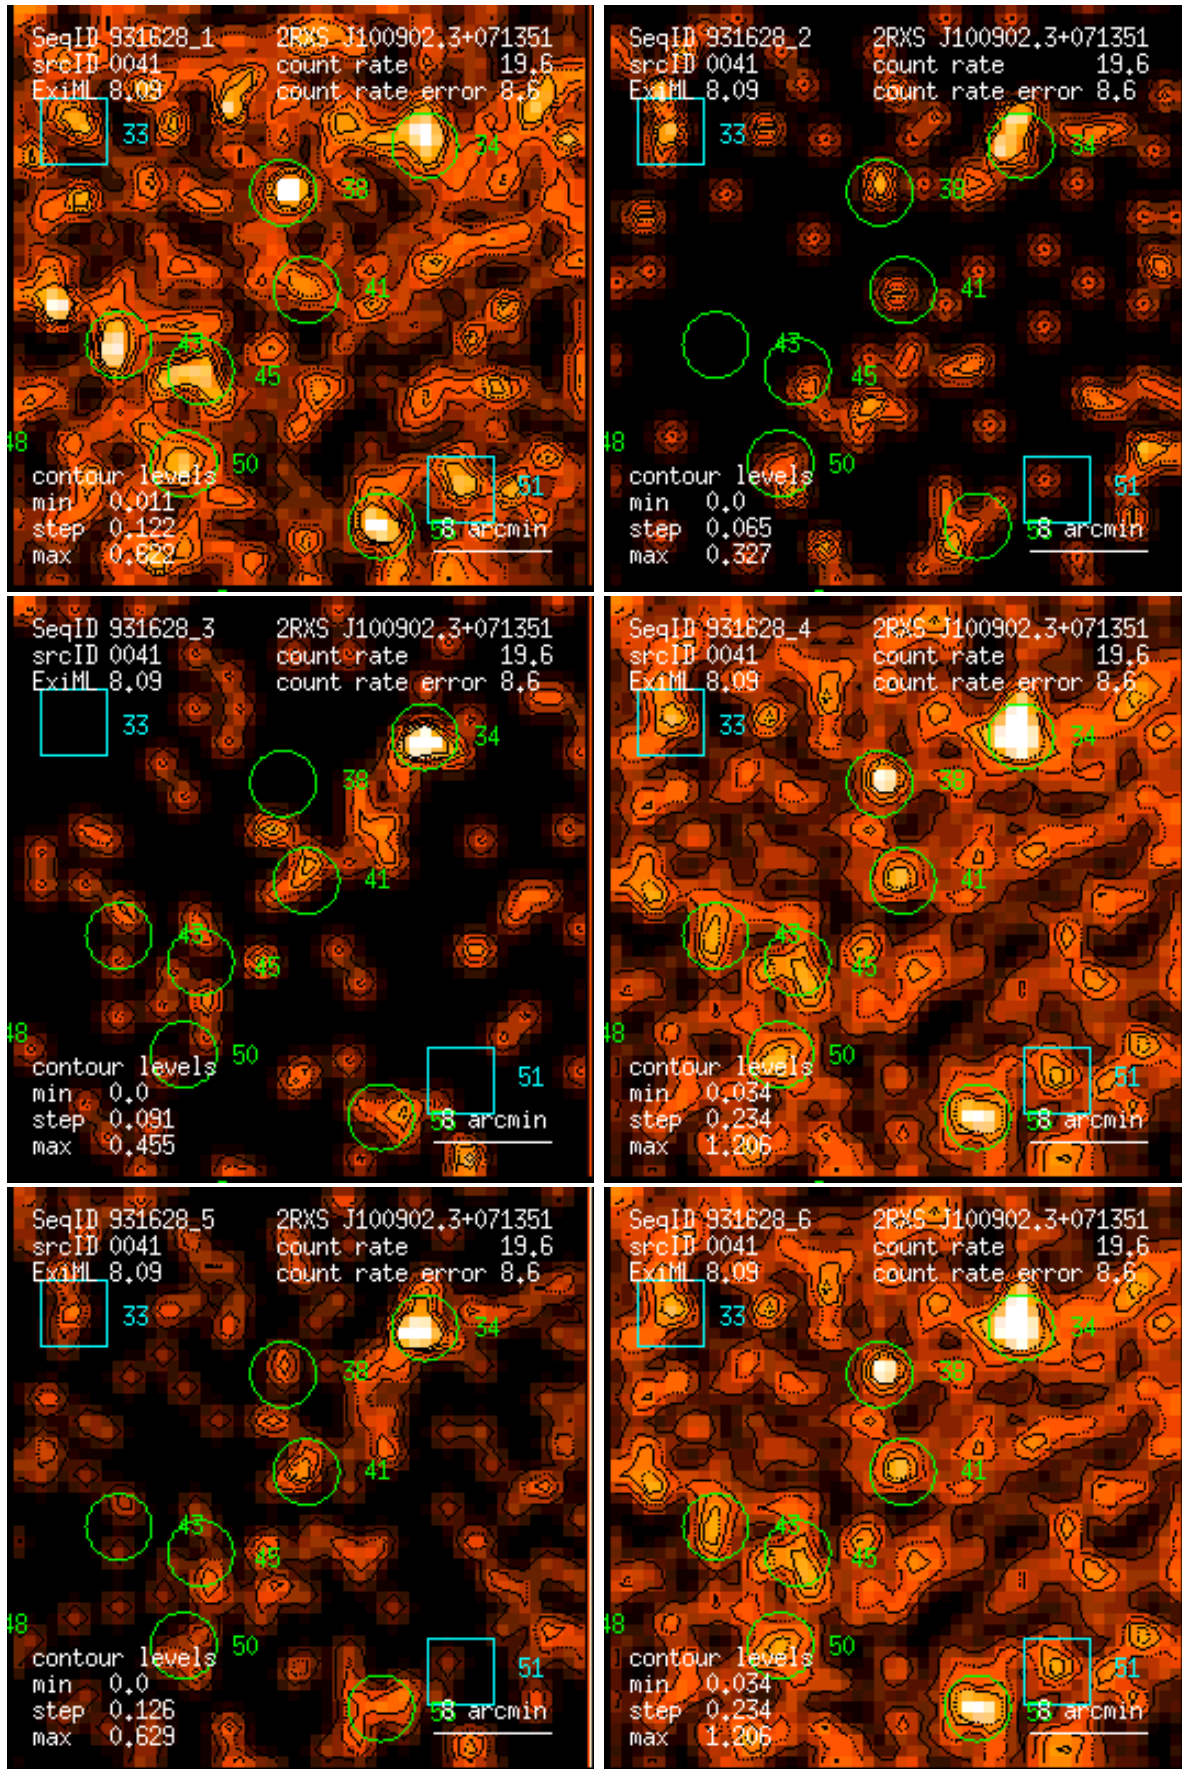 SeqID 931628_1 2RXS J100902.3+071351
srcID 0041 count rate 19.6
ExiML 8.09 count rate error 8.6
33
34
38
41
43
45
48
50
contour levels
51
min 0.011
step 0.122 8 arcmin
max 0.622
SeqID 931628_2 2RXS J100902.3+071351
srcID 0041 count rate 19.6
ExiML 8.09 count rate error 8.6
33
34
38
41
43
45
48
50
contour levels
51
min 0.0
step 0.065 8 arcmin
max 0.327
SeqID 931628_3 2RXS J100902.3+071351
srcID 0041 count rate 19.6
ExiML 8.09 count rate error 8.6
33
34
38
41
43
45
48
50
contour levels
51
min 0.0
step 0.091 8 arcmin
max 0.455
SeqID 931628_4 2RXS J100902.3+071351
srcID 0041 count rate 19.6
ExiML 8.09 count rate error 8.6
33
34
38
41
43
45
48
50
contour levels
51
min 0.034
step 0.234 8 arcmin
max 1.206
SeqID 931628_5 2RXS J100902.3+071351
srcID 0041 count rate 19.6
ExiML 8.09 count rate error 8.6
33
34
38
41
43
45
48
50
contour levels
51
min 0.0
step 0.126 8 arcmin
max 0.629
SeqID 931628_6 2RXS J100902.3+071351
srcID 0041 count rate 19.6
ExiML 8.09 count rate error 8.6
33
34
38
41
43
45
48
50
contour levels
51
min 0.034
step 0.234 8 arcmin
max 1.206